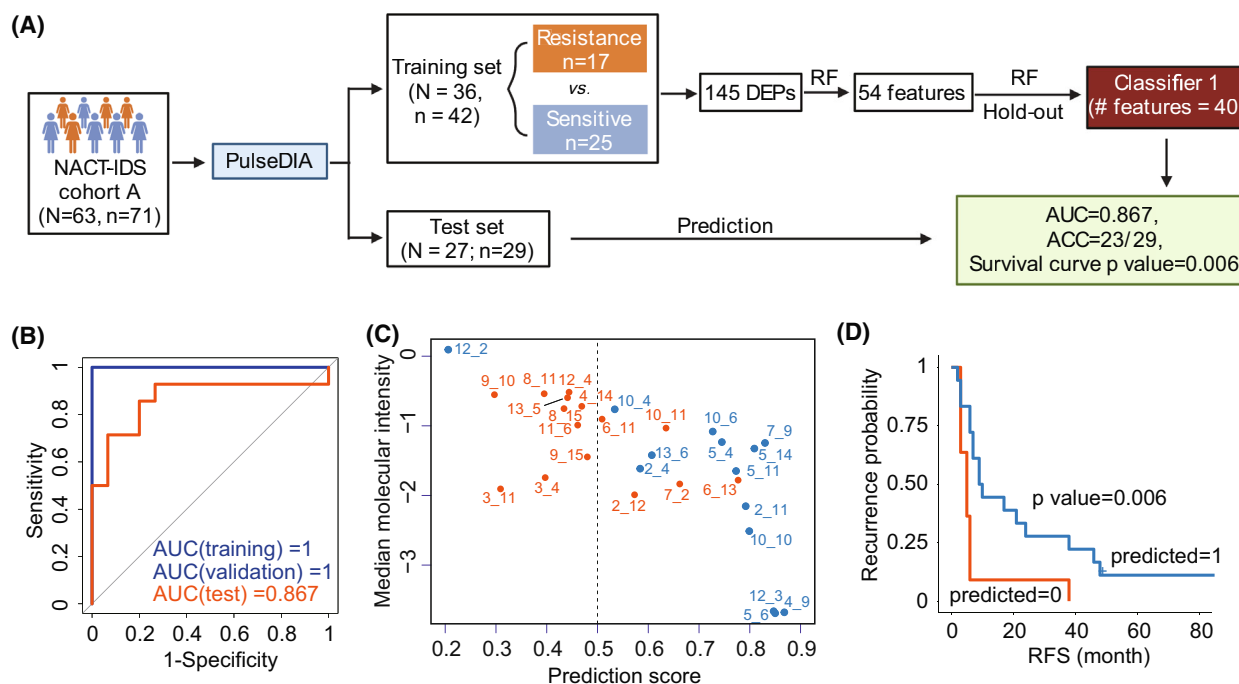 (A)
NACT-IDS
cohort A
(N=63, n=71)
PulseDIA
Training set
(N = 36,
n = 42)
Resistance
n=17
vs.
Sensitive
n=25
145 DEPs
RF
54 features
RF
Hold-out
Classifier 1
(# features = 40
Test set
(N = 27; n=29)
Prediction
AUC=0.867,
ACC=23/29,
Survival curve p value=0.006
(B)
Sensitivity
1
0.8
0.6
0.4
0.2
0
AUC(training) =1
AUC(validation) =1
AUC(test) =0.867
0 0.2 0.4 0.6 0.8 1
1-Specificity
(C)
Median molecular intensity
0
-1
-2
-3
12_2
9_10
8_11
12_4
13_5
4_14
8_15
11_6
10_4
6_11
10_11
9_15
3_4
3_11
13_6
2_4
2_12
7_2
10_6
5_4
7_9
5_14
5_11
6_13
2_11
10_10
12_3
4_9
5_6
0.2 0.3 0.4 0.5 0.6 0.7 0.8 0.9
Prediction score
(D)
Recurrence probability
1
0.75
0.50
0.25
0
p value=0.006
predicted=1
predicted=0
0 20 40 60 80
RFS (month)